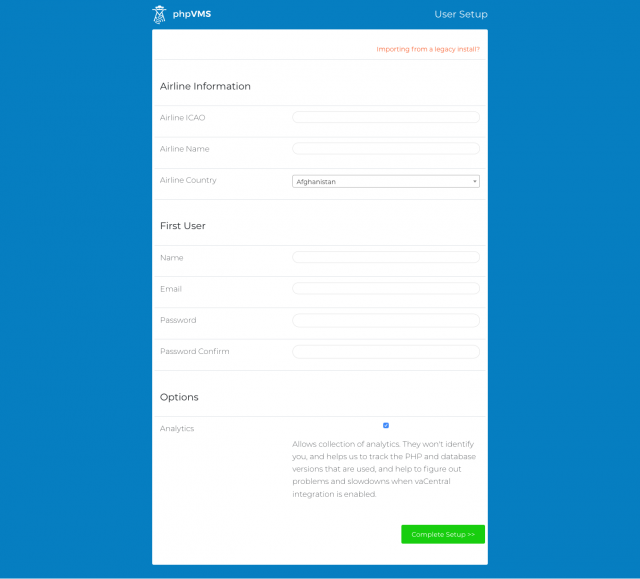 phpVMS
User Setup
Importing from a legacy install?
Airline Information
Airline ICAO
Airline Name
Airline Country
Afghanistan
First User
Name
Email
Password
Password Confirm
Options
Analytics
Allows collection of analytics. They won't identify
you, and helps us to track the PHP and database
versions that are used, and help to figure out
problems and slowdowns when vaCentral
integration is enabled.
Complete Setup >>